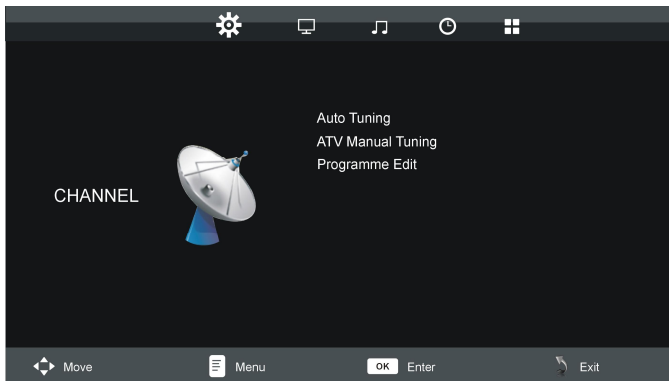 Auto Tuning
ATV Manual Tuning
Programme Edit
CHANNEL
Move Menu OK Enter Exit